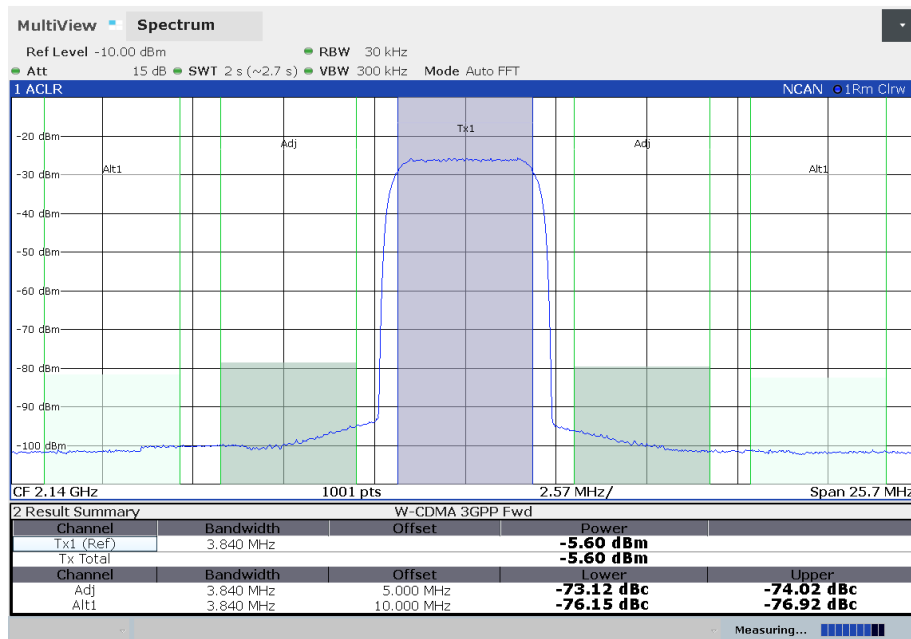 MultiView Spectrum
Ref Level -10.00 dBm RBW 30 kHz
Att 15 dB SWT 2 s (~2.7 s) VBW 300 kHz Mode Auto FFT
1 ACLR NCAN 1Rm Clrw
Tx1
-20 dBm
Adj Adj
Alt1 Alt1
-30 dBm
-40 dBm
-50 dBm
-60 dBm
-70 dBm
-80 dBm
-90 dBm
-100 dBm
CF 2.14 GHz 1001 pts 2.57 MHz/ Span 25.7 MHz
2 Result Summary W-CDMA 3GPP Fwd
Channel Bandwidth Offset Power
Tx1 (Ref) 3.840 MHz -5.60 dBm
Tx Total -5.60 dBm
Channel Bandwidth Offset Lower Upper
Adj 3.840 MHz 5.000 MHz -73.12 dBc -74.02 dBc
Alt1 3.840 MHz 10.000 MHz -76.15 dBc -76.92 dBc
Measuring...